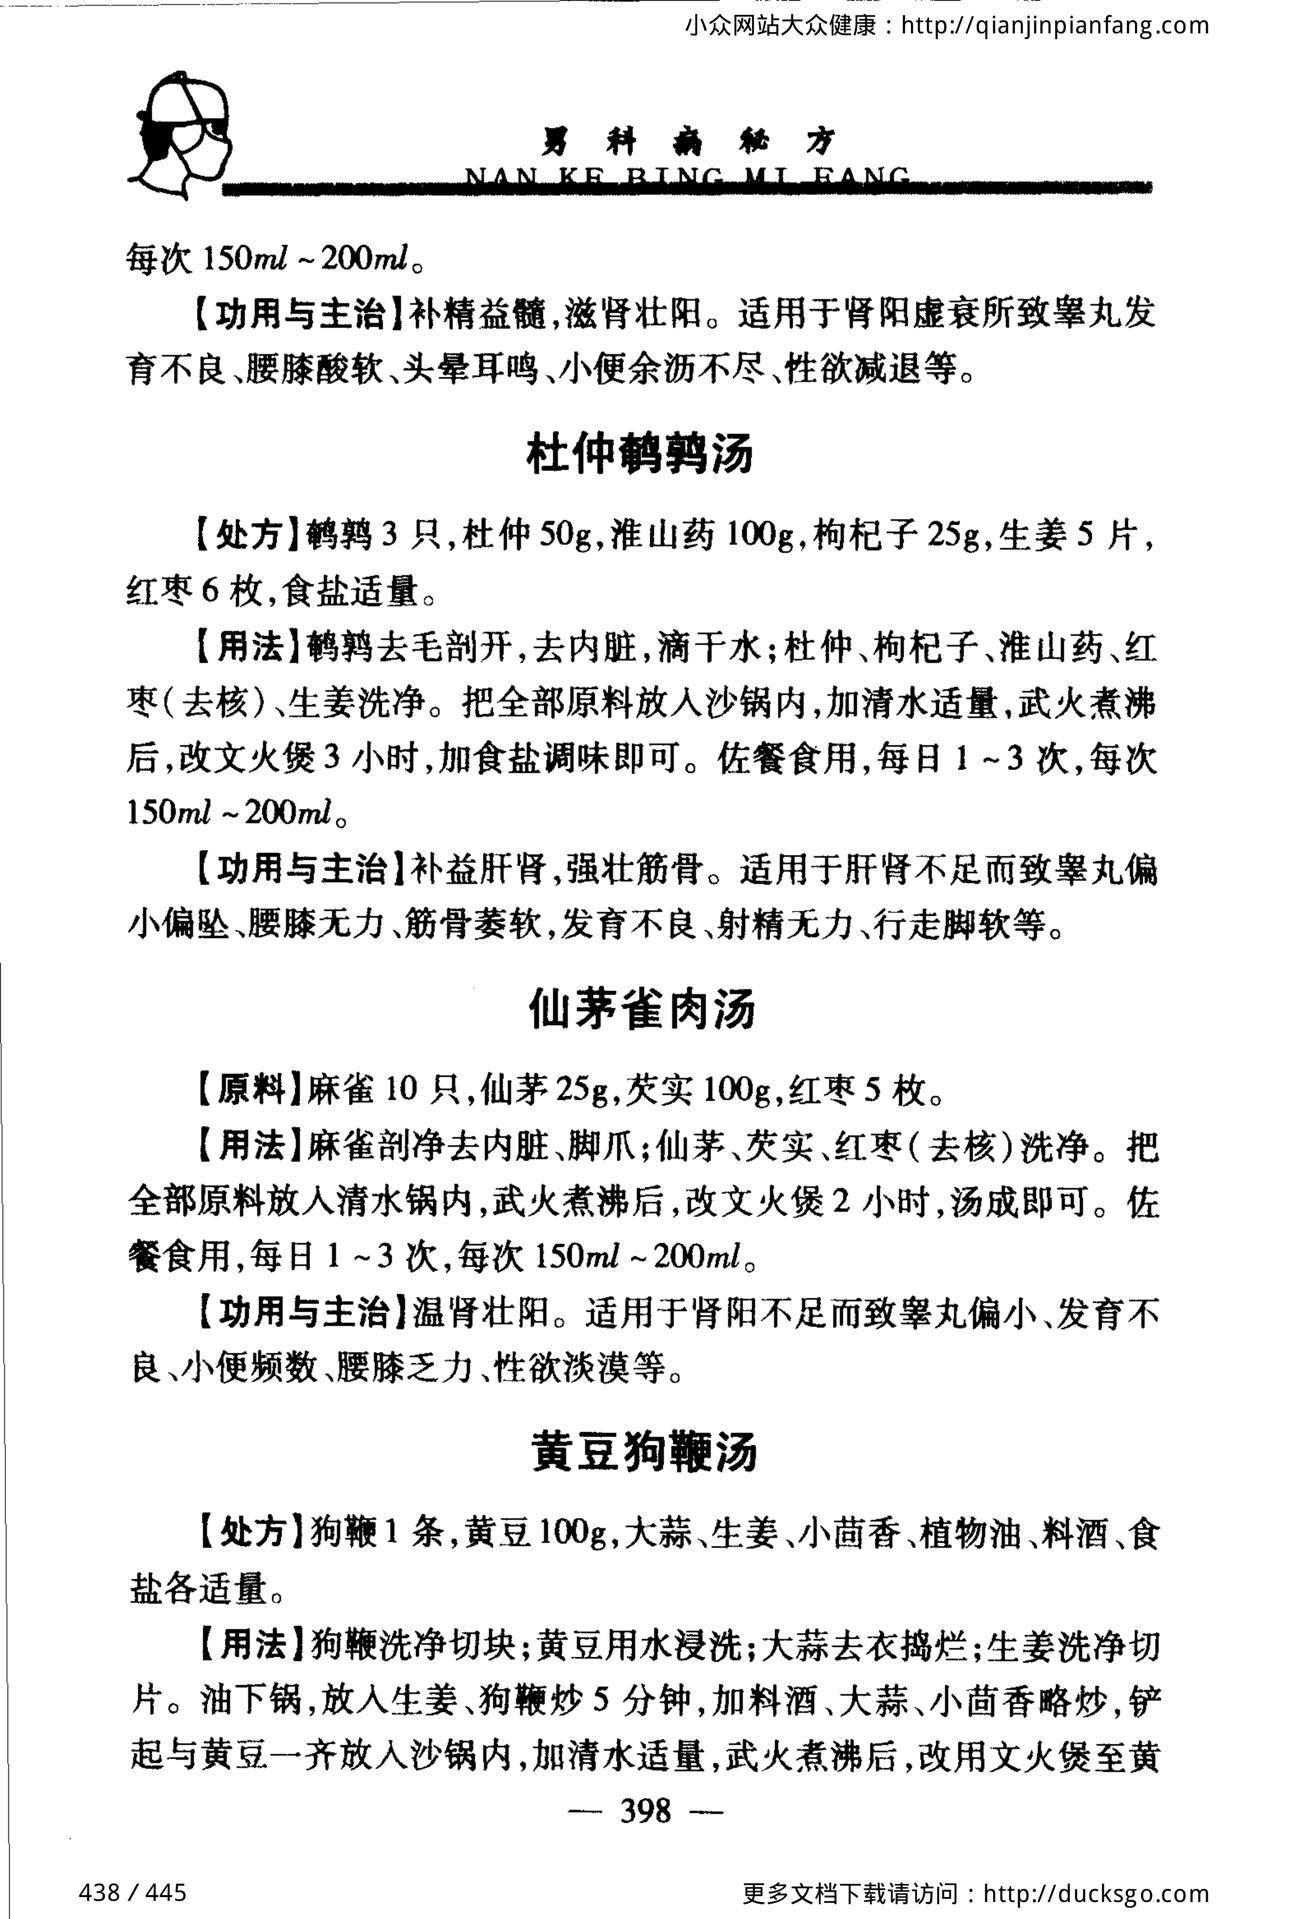 小众网站大众健康：http://qianjinpianfang.com
男科病秘方
NAN KE BING MI FANG
每次 150ml ~ 200ml。
【功用与主治】补精益髓，滋肾壮阳。适用于肾阳虚衰所致睾丸发
育不良、腰膝酸软、头晕耳鸣、小便余沥不尽、性欲减退等。
杜仲鹌鹑汤
【处方】鹌鹑 3 只，杜仲 50g，淮山药 100g，枸杞子 25g，生姜 5 片，
红枣 6 枚，食盐适量。
【用法】鹌鹑去毛剖开，去内脏，滴干水；杜仲、枸杞子、淮山药、红
枣（去核）、生姜洗净。把全部原料放入沙锅内，加清水适量，武火煮沸
后，改文火煲 3 小时，加食盐调味即可。佐餐食用，每日 1 ~ 3 次，每次
150ml ~ 200ml。
【功用与主治】补益肝肾，强壮筋骨。适用于肝肾不足而致睾丸偏
小偏坠、腰膝无力、筋骨萎软，发育不良、射精无力、行走脚软等。
仙茅雀肉汤
【原料】麻雀 10 只，仙茅 25g，芡实 100g，红枣 5 枚。
【用法】麻雀剖净去内脏、脚爪；仙茅、芡实、红枣（去核）洗净。把
全部原料放入清水锅内，武火煮沸后，改文火煲 2 小时，汤成即可。佐
餐食用，每日 1 ~ 3 次，每次 150ml ~ 200ml。
【功用与主治】温肾壮阳。适用于肾阳不足而致睾丸偏小、发育不
良、小便频数、腰膝乏力、性欲淡漠等。
黄豆狗鞭汤
【处方】狗鞭 1 条，黄豆 100g，大蒜、生姜、小茴香、植物油、料酒、食
盐各适量。
【用法】狗鞭洗净切块；黄豆用水浸洗；大蒜去衣捣烂；生姜洗净切
片。油下锅，放入生姜、狗鞭炒 5 分钟，加料酒、大蒜、小茴香略炒，铲
起与黄豆一齐放入沙锅内，加清水适量，武火煮沸后，改用文火煲至黄
— 398 —
438 / 445
更多文档下载请访问：http://ducksgo.com